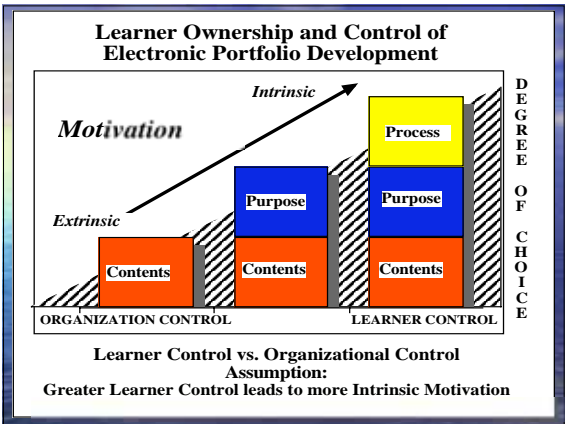 Learner Ownership and Control of
Electronic Portfolio Development
Intrinsic
Motivation
Process
Purpose
Purpose
Extrinsic
Contents
Contents
Contents
DEGREE OF CHOICE
ORGANIZATION CONTROL
LEARNER CONTROL
Learner Control vs. Organizational Control
Assumption:
Greater Learner Control leads to more Intrinsic Motivation